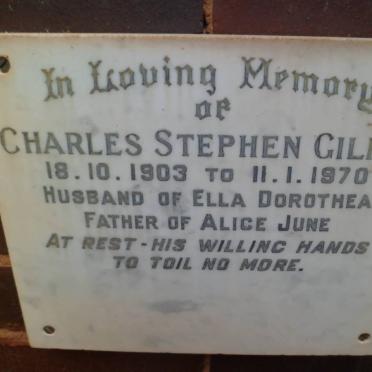 In Loving Memory
of
CHARLES STEPHEN
18.10.1903 TO 11.1.1970
HUSBAND OF ELLA DOROTHEA
FATHER OF ALICE JUNE
AT REST-HIS WILLING HANDS
TO TOIL NO MORE.